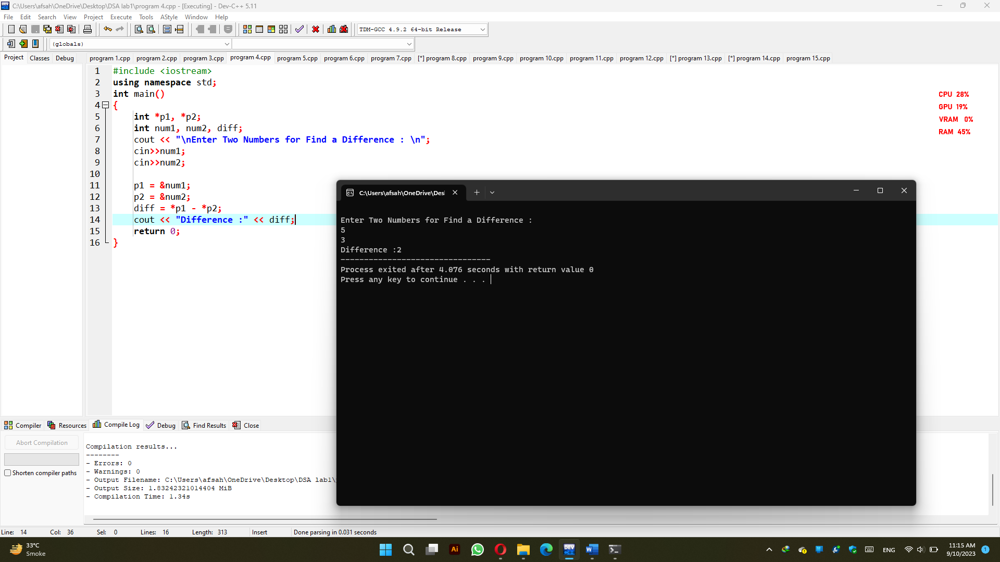 C:\Users\afsah\OneDrive\Desktop\DSA lab1\program 4.cpp - [Executing] - Dev-C++ 5.11
File Edit Search View Project Execute Tools AStyle Window Help
TDM-GCC 4.9.2 64-bit Release
(globals)
Project Classes Debug
program 1.cpp program 2.cpp program 3.cpp program 4.cpp program 5.cpp program 6.cpp program 7.cpp [*] program 8.cpp program 9.cpp program 10.cpp program 11.cpp program 12.cpp [*] program 13.cpp [*] program 14.cpp program 15.cpp
1 #include <iostream>
2 using namespace std;
3 int main()
4 {
5 int *p1, *p2;
6 int num1, num2, diff;
7 cout << "\nEnter Two Numbers for Find a Difference : \n";
8 cin>>num1;
9 cin>>num2;
10
11 p1 = &num1;
12 p2 = &num2;
13 diff = *p1 - *p2;
14 cout << "Difference :" << diff;
15 return 0;
16 }
CPU 28%
GPU 19%
VRAM 0%
RAM 45%
C:\Users\afsah\OneDrive\Des
Enter Two Numbers for Find a Difference :
5
3
Difference :2
--------------------------------
Process exited after 4.076 seconds with return value 0
Press any key to continue . . .
Compiler Resources Compile Log Debug Find Results Close
Abort Compilation
Shorten compiler paths
Compilation results...
--------
- Errors: 0
- Warnings: 0
- Output Filename: C:\Users\afsah\OneDrive\Desktop\DSA lab1\
- Output Size: 1.83242321014404 MiB
- Compilation Time: 1.34s
Line: 14 Col: 36 Sel: 0 Lines: 16 Length: 313 Insert Done parsing in 0.031 seconds
33°C
Smoke
Ai
DEV
W
ENG
11:15 AM
9/10/2023
1